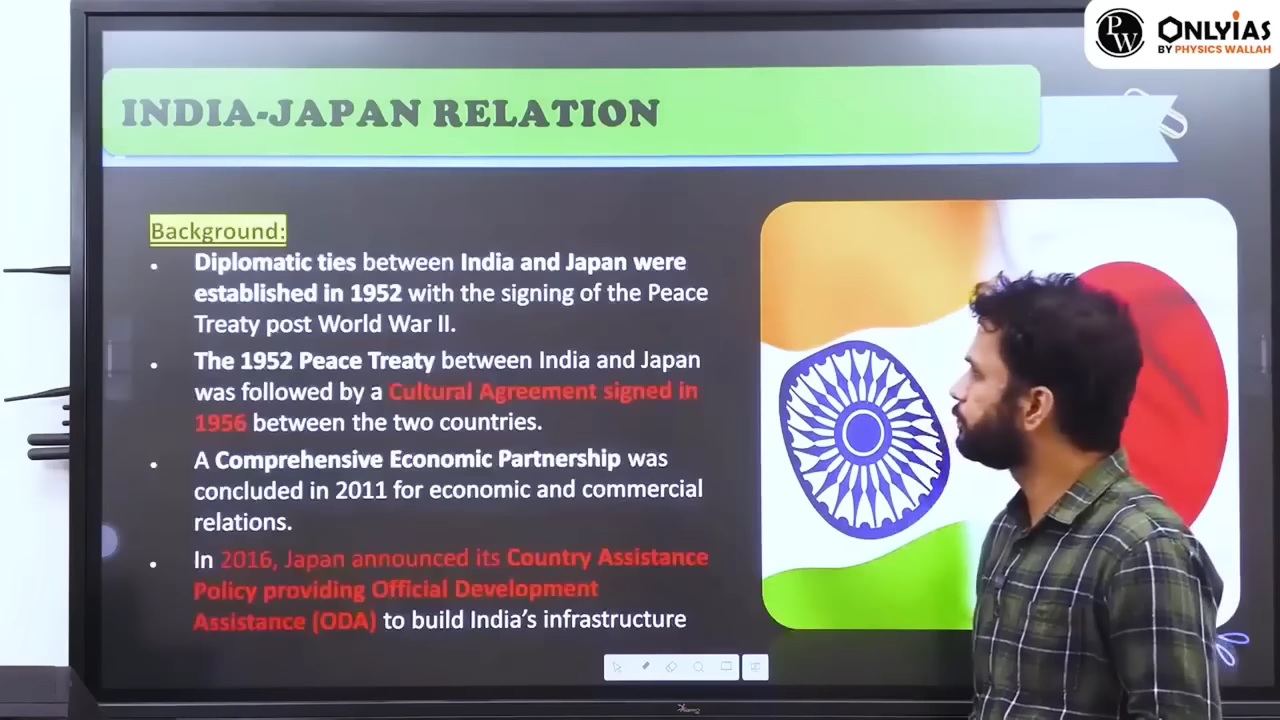 PW
ONLYIAS
BY PHYSICS WALLAH
INDIA-JAPAN RELATION
Background:
• Diplomatic ties between India and Japan were
established in 1952 with the signing of the Peace
Treaty post World War II.
• The 1952 Peace Treaty between India and Japan
was followed by a Cultural Agreement signed in
1956 between the two countries.
• A Comprehensive Economic Partnership was
concluded in 2011 for economic and commercial
relations.
• In 2016, Japan announced its Country Assistance
Policy providing Official Development
Assistance (ODA) to build India's infrastructure